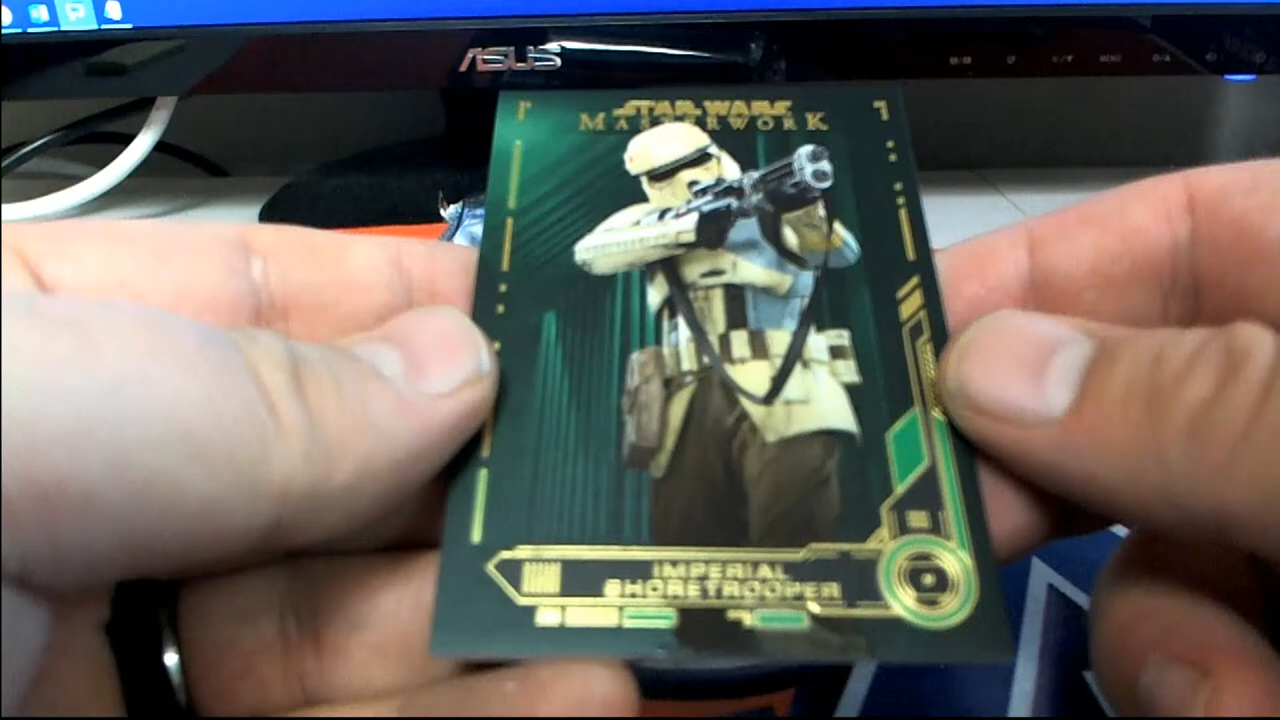 ASUS
STAR WARS
MASTERWORK
IMPERIAL
SHORETROOPER